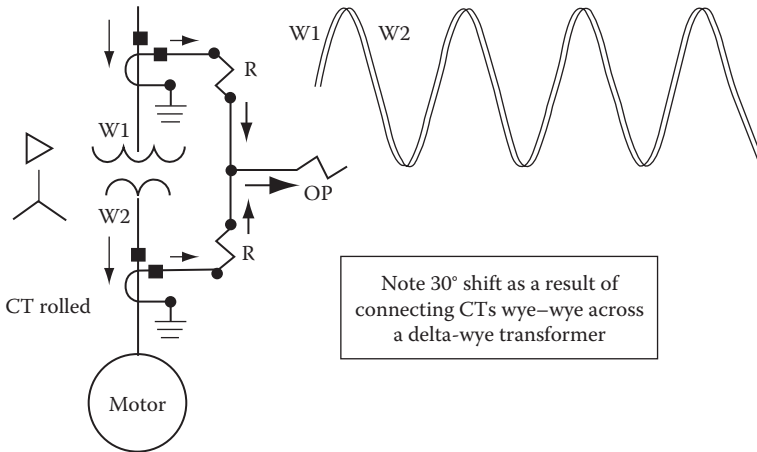 W1
W2
R
W1
OP
W2
R
CT rolled
Note 30° shift as a result of
connecting CTs wye–wye across
a delta-wye transformer
Motor